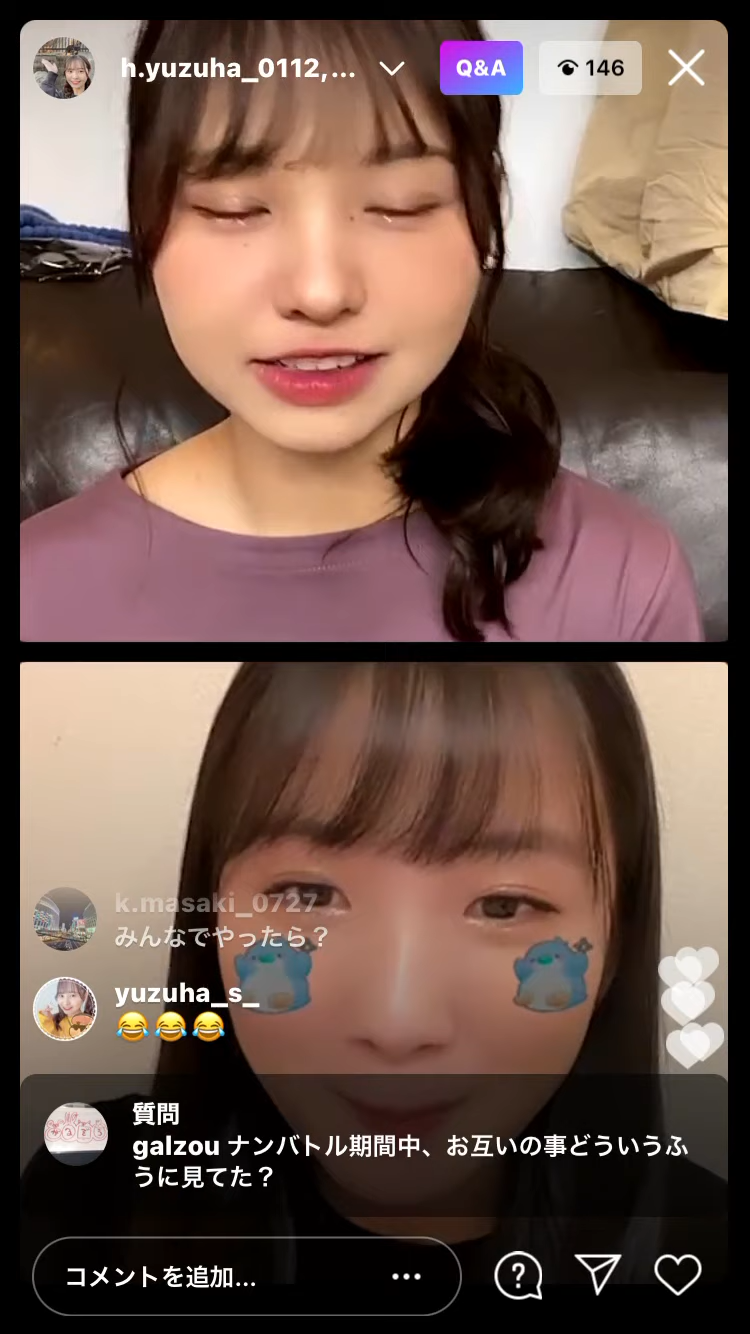 h.yuzuha_0112,...
Q&A
146
k.masaki_0727
みんなでやったら？
yuzuha_s_
😂😂😂
質問
galzou ナンバトル期間中、お互いの事どういうふ
うに見てた？
コメントを追加...